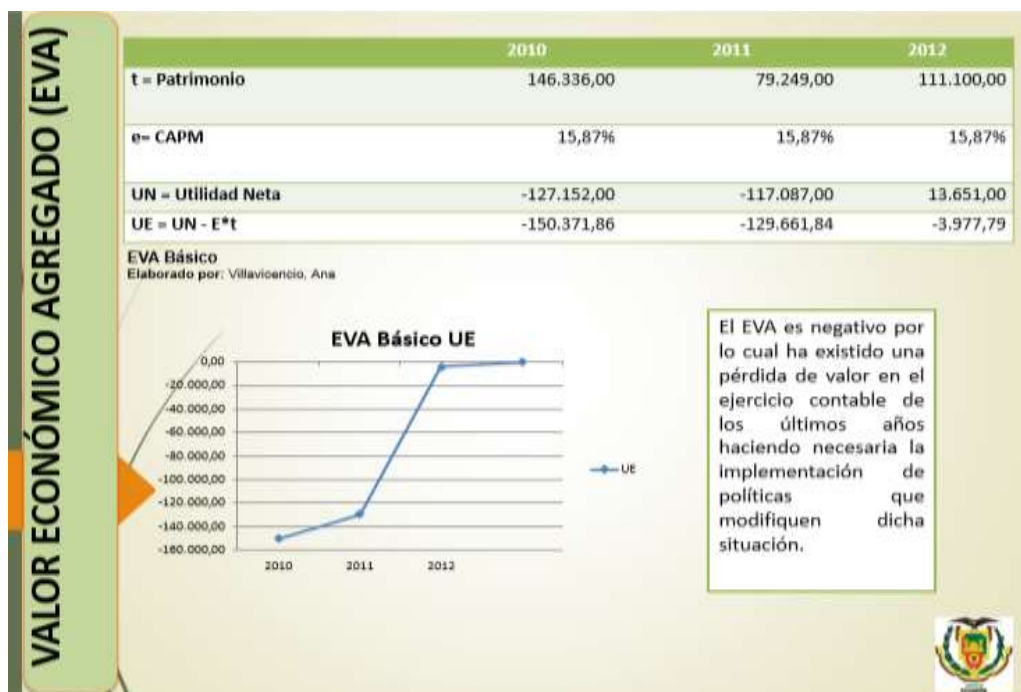 VALOR ECONÓMICO AGREGADO (EVA)
2010 2011 2012
t = Patrimonio 146.336,00 79.249,00 111.100,00
e= CAPM 15,87% 15,87% 15,87%
UN = Utilidad Neta -127.152,00 -117.087,00 13.651,00
UE = UN - E*t -150.371,86 -129.661,84 -3.977,79
EVA Básico
Elaborado por: Villavicencio, Ana
EVA Básico UE
0,00
-20.000,00
-40.000,00
-60.000,00
-80.000,00
-100.000,00
-120.000,00
-140.000,00
-160.000,00
2010 2011 2012
UE
El EVA es negativo por
lo cual ha existido una
pérdida de valor en el
ejercicio contable de
los últimos años
haciendo necesaria la
implementación de
políticas que
modifiquen dicha
situación.